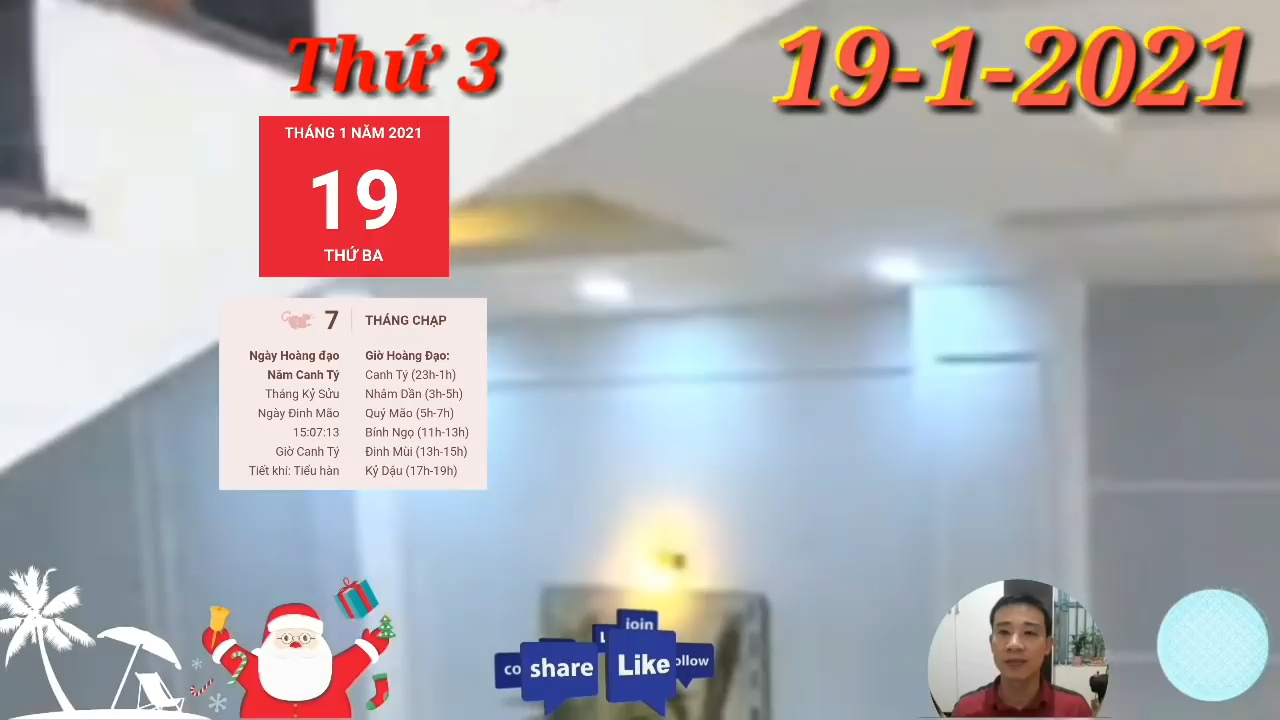 Thứ 3
19-1-2021
THÁNG 1 NĂM 2021
19
THỨ BA
7
THÁNG CHẠP
Ngày Hoàng đạo
Năm Canh Tý
Tháng Kỷ Sửu
Ngày Đinh Mão
15:07:13
Giờ Canh Tý
Tiết khí: Tiểu hàn
Giờ Hoàng Đạo:
Canh Tý (23h-1h)
Nhâm Dần (3h-5h)
Quý Mão (5h-7h)
Bính Ngọ (11h-13h)
Đinh Mùi (13h-15h)
Kỷ Dậu (17h-19h)
join
share
Like
ollow
co